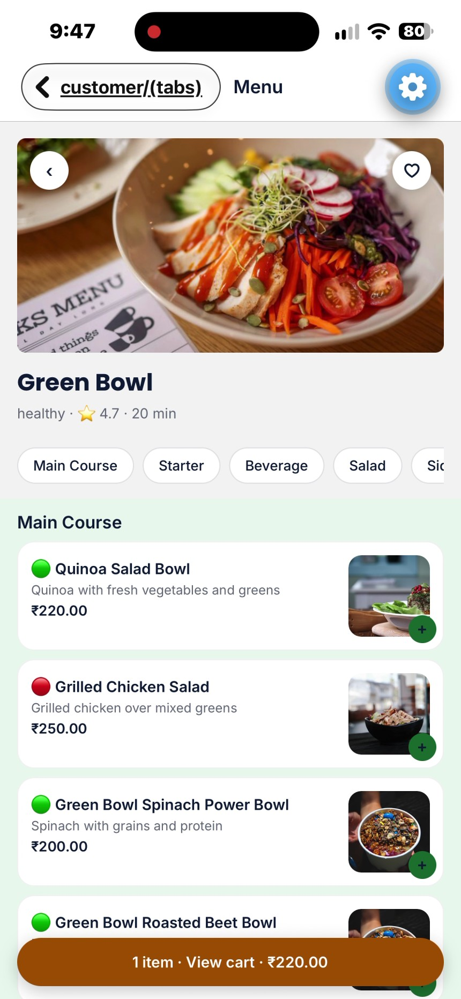 9:47
80
customer/(tabs)
Menu
KS MENU
L DAY LONG
d things
on
Green Bowl
healthy · ⭐ 4.7 · 20 min
Main Course
Starter
Beverage
Salad
Main Course
🟢 Quinoa Salad Bowl
Quinoa with fresh vegetables and greens
₹220.00
+
🔴 Grilled Chicken Salad
Grilled chicken over mixed greens
₹250.00
+
🟢 Green Bowl Spinach Power Bowl
Spinach with grains and protein
₹200.00
+
🟢 Green Bowl Roasted Beet Bowl
1 item · View cart · ₹220.00